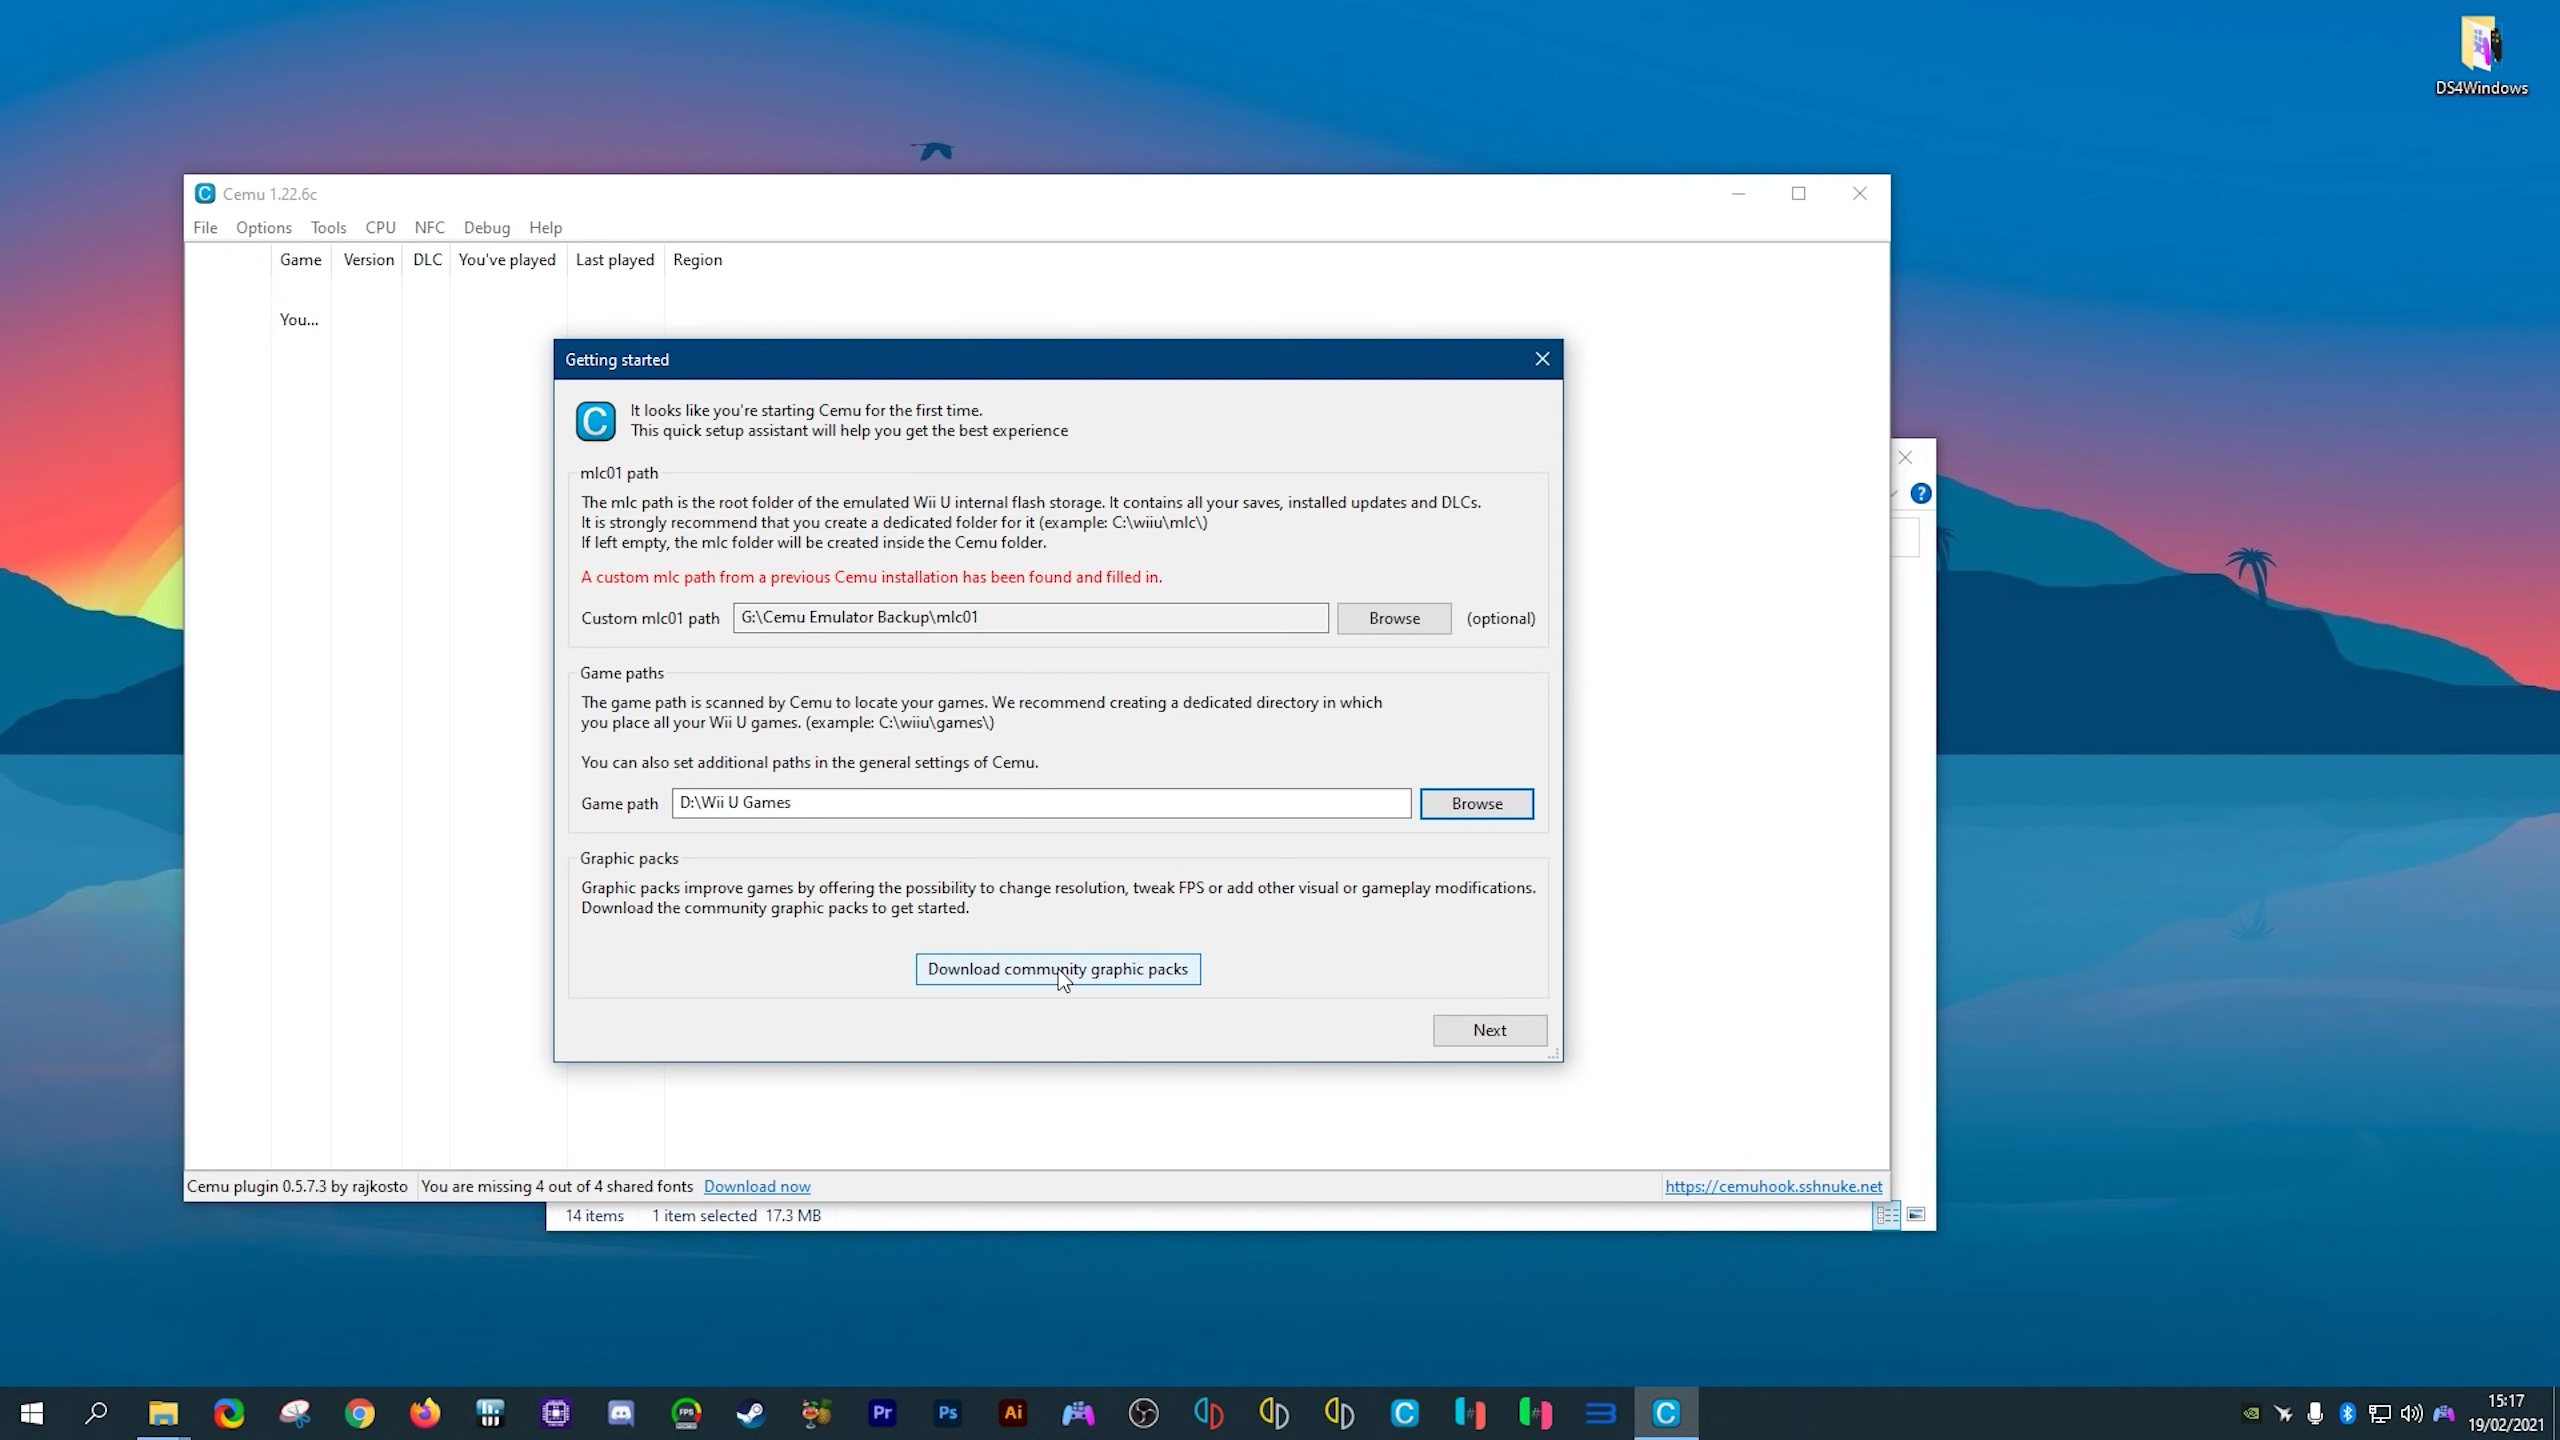 DS4Windows
Cemu 1.22.6c
File Options Tools CPU NFC Debug Help
Game Version DLC You've played Last played Region
You...
Getting started
It looks like you're starting Cemu for the first time.
This quick setup assistant will help you get the best experience
mlc01 path
The mlc path is the root folder of the emulated Wii U internal flash storage. It contains all your saves, installed updates and DLCs.
It is strongly recommend that you create a dedicated folder for it (example: C:\wiiu\mlc\)
If left empty, the mlc folder will be created inside the Cemu folder.
A custom mlc path from a previous Cemu installation has been found and filled in.
Custom mlc01 path G:\Cemu Emulator Backup\mlc01 Browse (optional)
Game paths
The game path is scanned by Cemu to locate your games. We recommend creating a dedicated directory in which
you place all your Wii U games. (example: C:\wiiu\games\)
You can also set additional paths in the general settings of Cemu.
Game path D:\Wii U Games Browse
Graphic packs
Graphic packs improve games by offering the possibility to change resolution, tweak FPS or add other visual or gameplay modifications.
Download the community graphic packs to get started.
Download community graphic packs
Next
Cemu plugin 0.5.7.3 by rajkosto You are missing 4 out of 4 shared fonts Download now https://cemuhook.sshnuke.net
14 items 1 item selected 17.3 MB
FPS Pr Ps Ai
15:17
19/02/2021